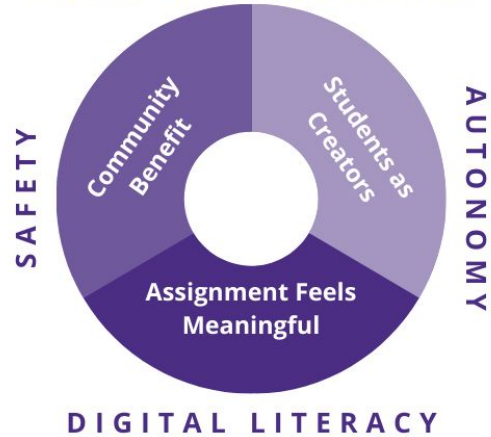 SAFETY
Community
Benefit
Students as
Creators
AUTONOMY
Assignment Feels
Meaningful
DIGITAL LITERACY